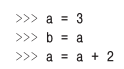 >>> a = 3
>>> b = a
>>> a = a + 2